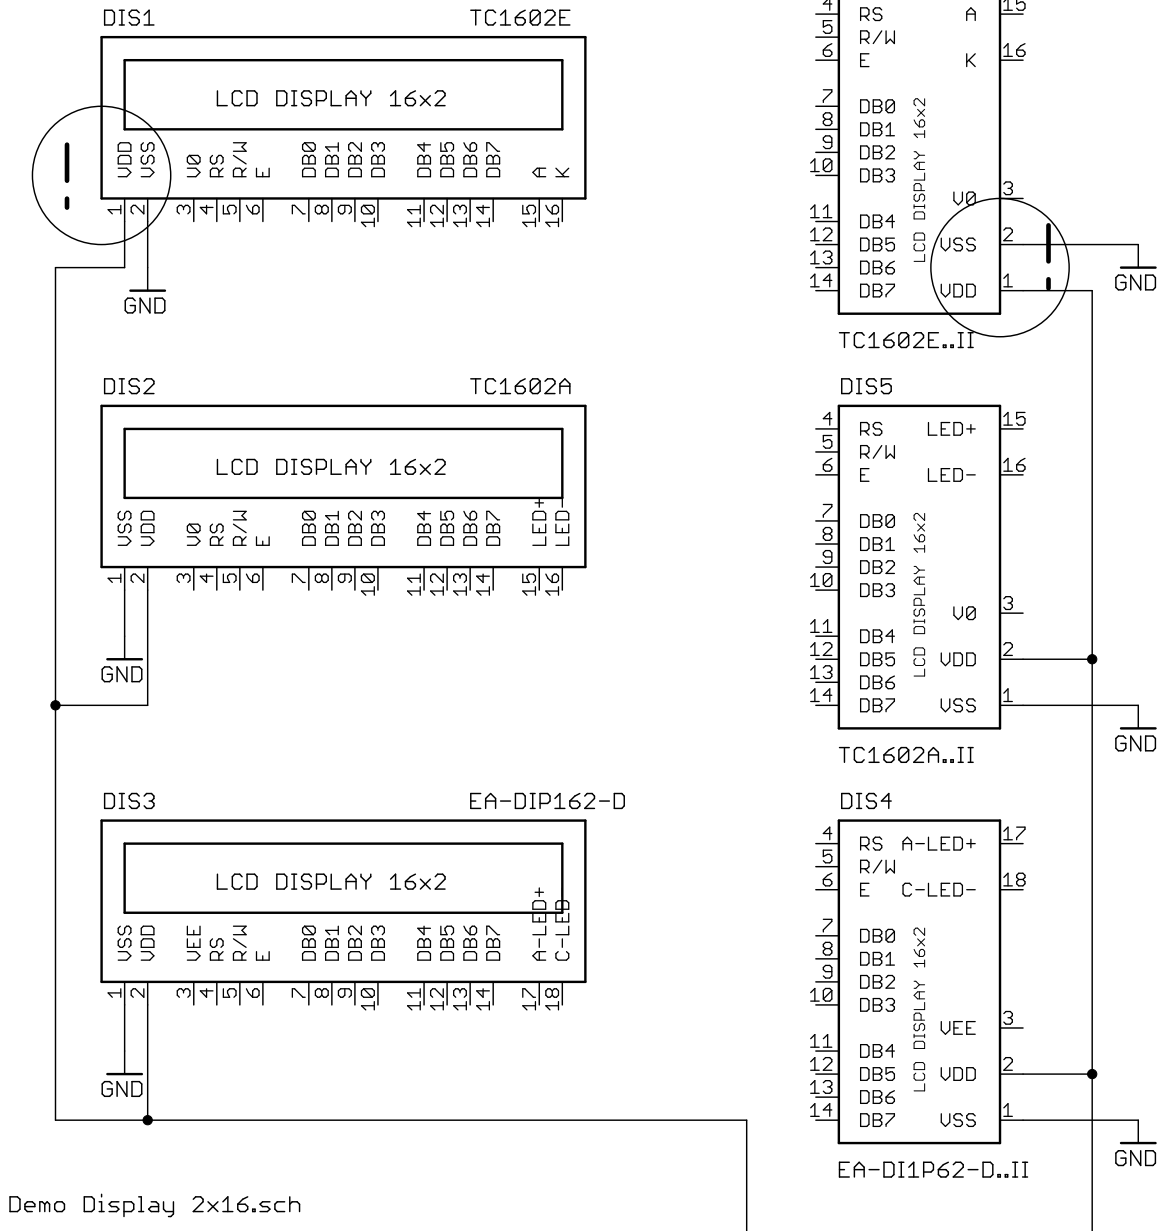 DIS1 TC1602E
LCD DISPLAY 16x2
VDD VSS V0 RS R/W E DB0 DB1 DB2 DB3 DB4 DB5 DB6 DB7 A K
1 2 3 4 5 6 7 8 9 10 11 12 13 14 15 16
GND
DIS2 TC1602A
LCD DISPLAY 16x2
VSS VDD V0 RS R/W E DB0 DB1 DB2 DB3 DB4 DB5 DB6 DB7 LED+ LED-
1 2 3 4 5 6 7 8 9 10 11 12 13 14 15 16
GND
DIS3 EA-DIP162-D
LCD DISPLAY 16x2
VSS VDD VEE RS R/W E DB0 DB1 DB2 DB3 DB4 DB5 DB6 DB7 A-LED+ C-LED
1 2 3 4 5 6 7 8 9 10 11 12 13 14 17 18
GND
Demo Display 2x16.sch
4 RS A 15
5 R/W
6 E K 16
7 DB0
8 DB1
9 DB2
10 DB3
LCD DISPLAY 16x2
V0 3
11 DB4
12 DB5 VSS 2
13 DB6
14 DB7 VDD 1
GND
TC1602E..II
DIS5
4 RS LED+ 15
5 R/W
6 E LED- 16
7 DB0
8 DB1
9 DB2
10 DB3
LCD DISPLAY 16x2
V0 3
11 DB4
12 DB5 VDD 2
13 DB6
14 DB7 VSS 1
GND
TC1602A..II
DIS4
4 RS A-LED+ 17
5 R/W
6 E C-LED- 18
7 DB0
8 DB1
9 DB2
10 DB3
LCD DISPLAY 16x2
VEE 3
11 DB4
12 DB5 VDD 2
13 DB6
14 DB7 VSS 1
GND
EA-DI1P62-D..II